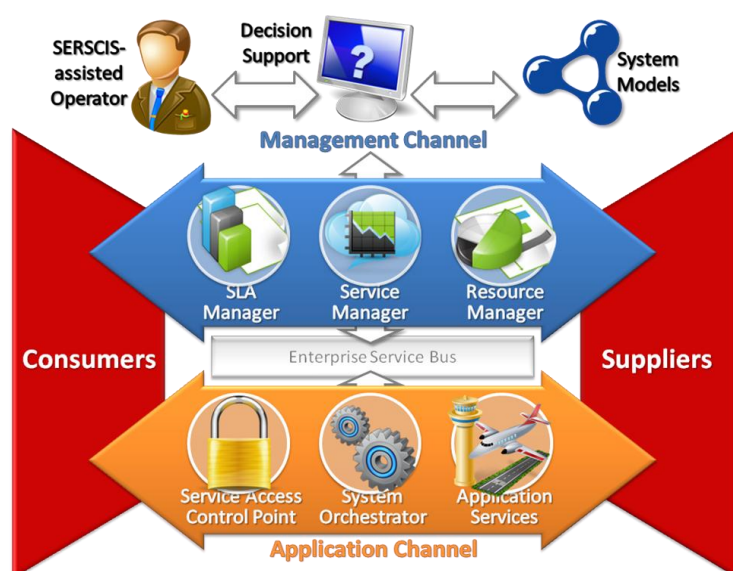 SERSCIS-
assisted
Operator
Decision
Support
?
System
Models
Management Channel
SLA
Manager
Service
Manager
Resource
Manager
Consumers
Enterprise Service Bus
Suppliers
Service Access
Control Point
System
Orchestrator
Application
Services
Application Channel